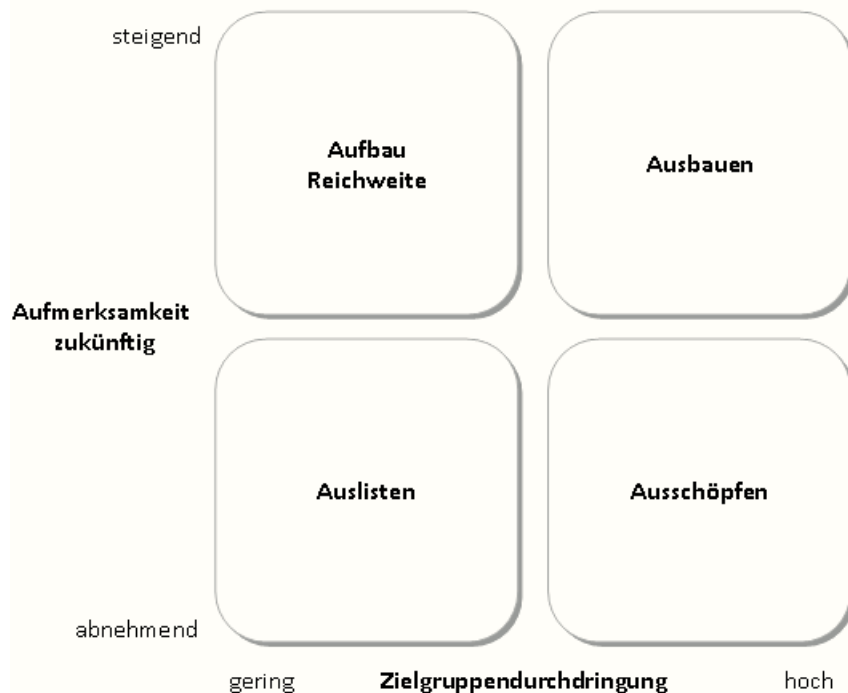 steigend
Aufbau
Reichweite
Ausbauen
Aufmerksamkeit
zukünftig
Auslisten
Ausschöpfen
abnehmend
gering
Zielgruppendurchdringung
hoch